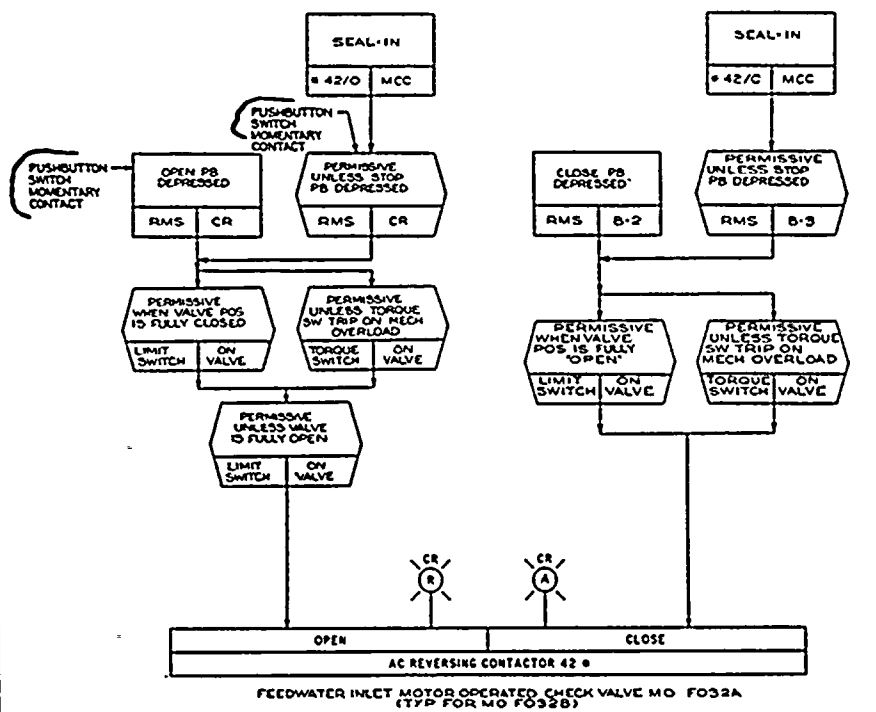 SEAL-IN
* 42/O MCC
SEAL-IN
* 42/C MCC
PUSHBUTTON
SWITCH
MOMENTARY
CONTACT
PUSHBUTTON
SWITCH
MOMENTARY
CONTACT
OPEN PB
DEPRESSED
RMS CR
PERMISSIVE
UNLESS STOP
PB DEPRESSED
RMS CR
CLOSE PB
DEPRESSED
RMS B-2
PERMISSIVE
UNLESS STOP
PB DEPRESSED
RMS B-3
PERMISSIVE
WHEN VALVE POS
IS FULLY CLOSED
LIMIT ON
SWITCH VALVE
PERMISSIVE
UNLESS TORQUE
SW TRIP ON MECH
OVERLOAD
TORQUE ON
SWITCH VALVE
PERMISSIVE
WHEN VALVE
POS IS FULLY
"OPEN"
LIMIT ON
SWITCH VALVE
PERMISSIVE
UNLESS TORQUE
SW TRIP ON
MECH OVERLOAD
TORQUE ON
SWITCH VALVE
PERMISSIVE
UNLESS VALVE
IS FULLY OPEN
LIMIT ON
SWITCH VALVE
CR
R
CR
A
OPEN CLOSE
AC REVERSING CONTACTOR 42 *
FEEDWATER INLET MOTOR OPERATED CHECK VALVE MO F032A
(TYP FOR MO F032B)